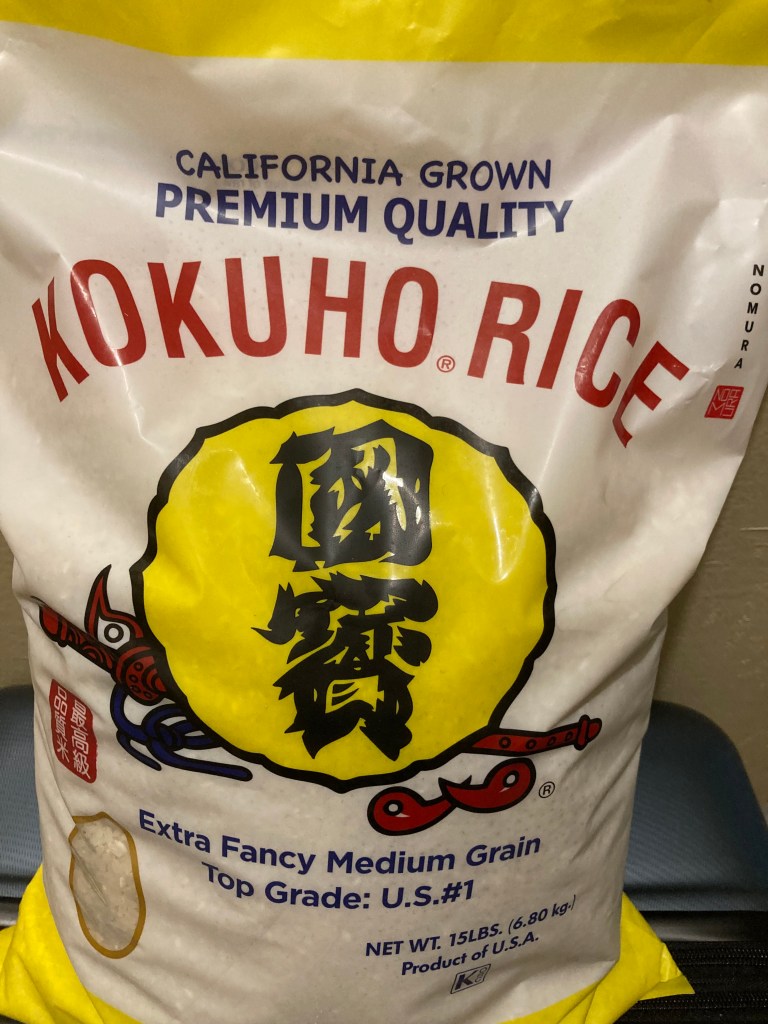 CALIFORNIA GROWN
PREMIUM QUALITY
KOKUHO® RICE
NOMURA
國寳
®
最高級
品質米
Extra Fancy Medium Grain
Top Grade: U.S.#1
NET WT. 15LBS. (6.80 kg.)
Product of U.S.A.
K